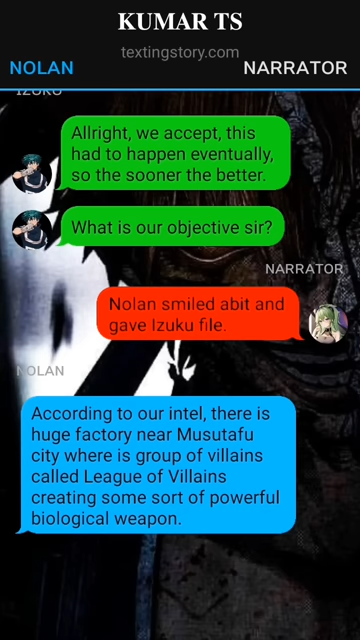 KUMAR TS
textingstory.com
NOLAN
NARRATOR
IZUKU
Allright, we accept, this
had to happen eventually,
so the sooner the better.
What is our objective sir?
NARRATOR
Nolan smiled abit and
gave Izuku file.
NOLAN
According to our intel, there is
huge factory near Musutafu
city where is group of villains
called League of Villains
creating some sort of powerful
biological weapon.